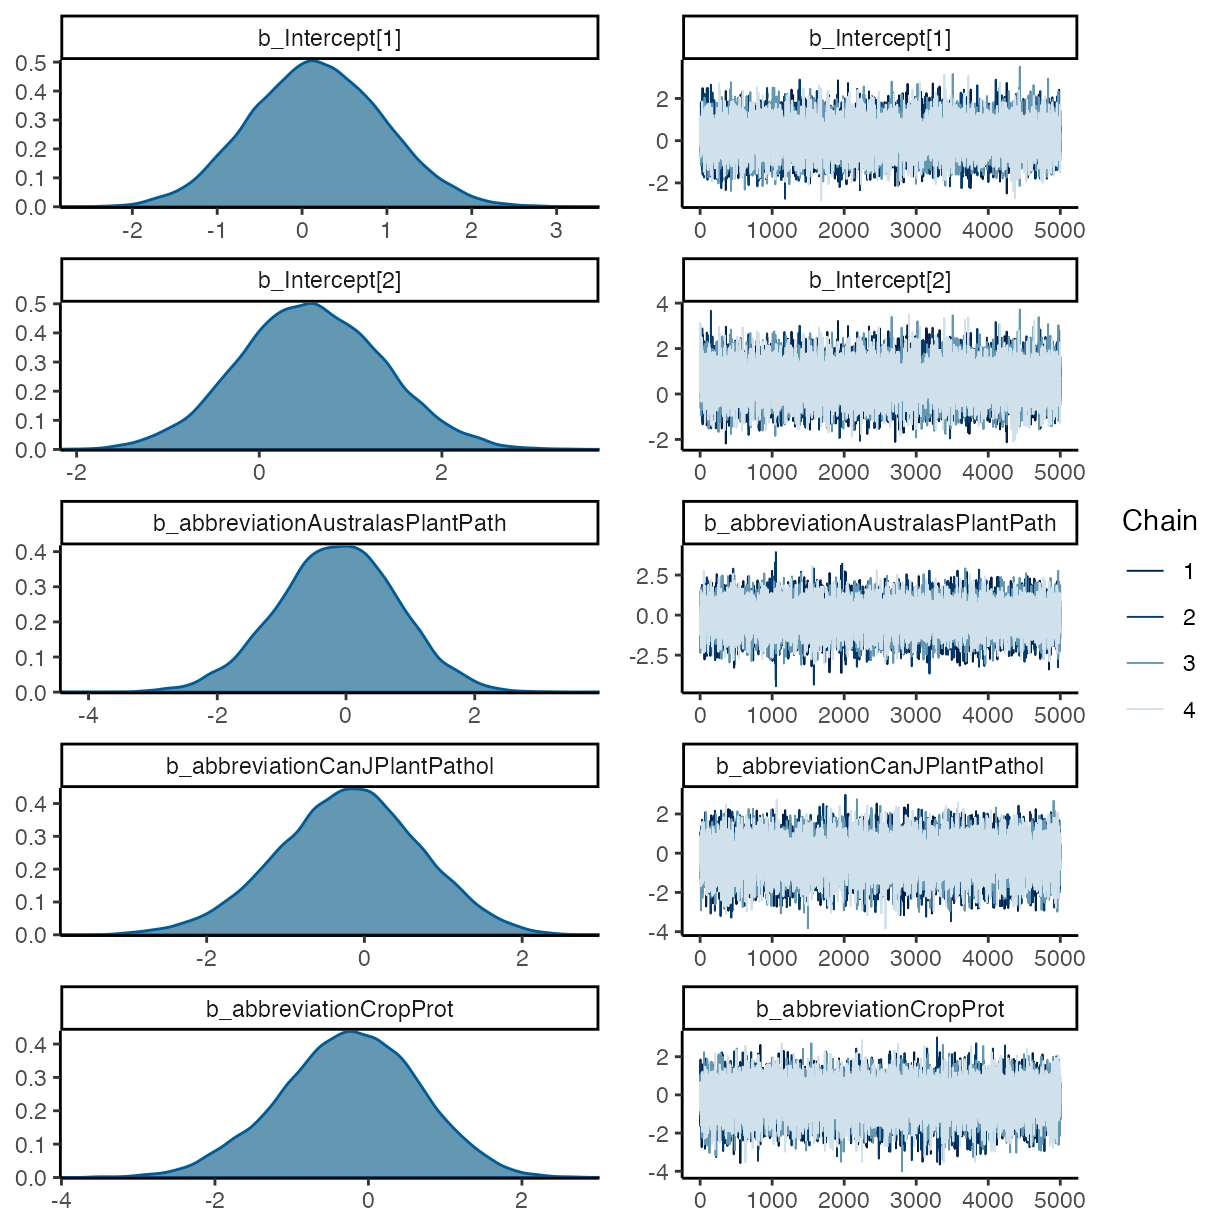 b_Intercept[1]
0.5
0.4
0.3
0.2
0.1
0.0
-2 -1 0 1 2 3
b_Intercept[1]
2
0
-2
0 1000 2000 3000 4000 5000
b_Intercept[2]
0.5
0.4
0.3
0.2
0.1
0.0
-2 0 2
b_Intercept[2]
4
2
0
-2
0 1000 2000 3000 4000 5000
b_abbreviationAustralasPlantPath
0.4
0.3
0.2
0.1
0.0
-4 -2 0 2
b_abbreviationAustralasPlantPath
2.5
0.0
-2.5
0 1000 2000 3000 4000 5000
b_abbreviationCanJPlantPathol
0.4
0.3
0.2
0.1
0.0
-2 0 2
b_abbreviationCanJPlantPathol
2
0
-2
-4
0 1000 2000 3000 4000 5000
b_abbreviationCropProt
0.4
0.3
0.2
0.1
0.0
-4 -2 0 2
b_abbreviationCropProt
2
0
-2
-4
0 1000 2000 3000 4000 5000
Chain
1
2
3
4